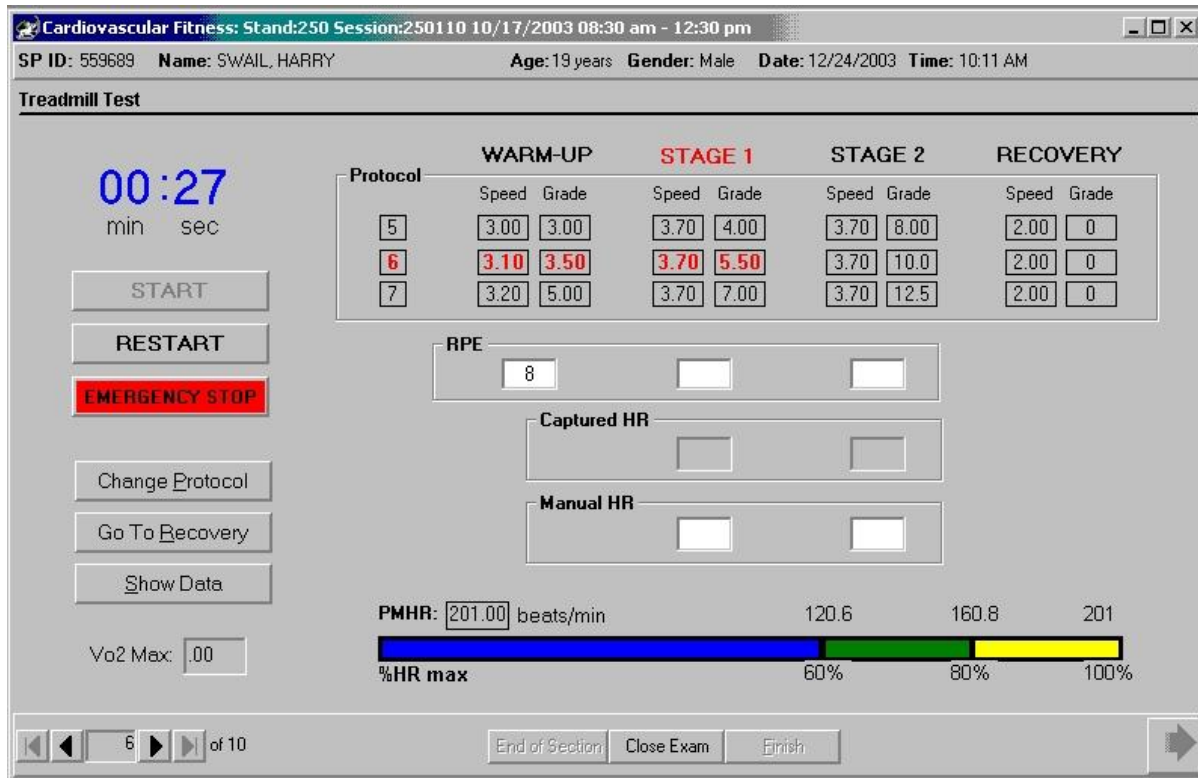 Cardiovascular Fitness: Stand:250 Session:250110 10/17/2003 08:30 am - 12:30 pm
SP ID: 559689 Name: SWAIL, HARRY Age: 19 years Gender: Male Date: 12/24/2003 Time: 10:11 AM
Treadmill Test
00:27
min sec
START
RESTART
EMERGENCY STOP
Change Protocol
Go To Recovery
Show Data
Vo2 Max: .00
WARM-UP STAGE 1 STAGE 2 RECOVERY
Protocol
Speed Grade Speed Grade Speed Grade Speed Grade
5 3.00 3.00 3.70 4.00 3.70 8.00 2.00 0
6 3.10 3.50 3.70 5.50 3.70 10.0 2.00 0
7 3.20 5.00 3.70 7.00 3.70 12.5 2.00 0
RPE
8
Captured HR
Manual HR
PMHR: 201.00 beats/min 120.6 160.8 201
%HR max 60% 80% 100%
6 of 10
End of Section Close Exam Finish